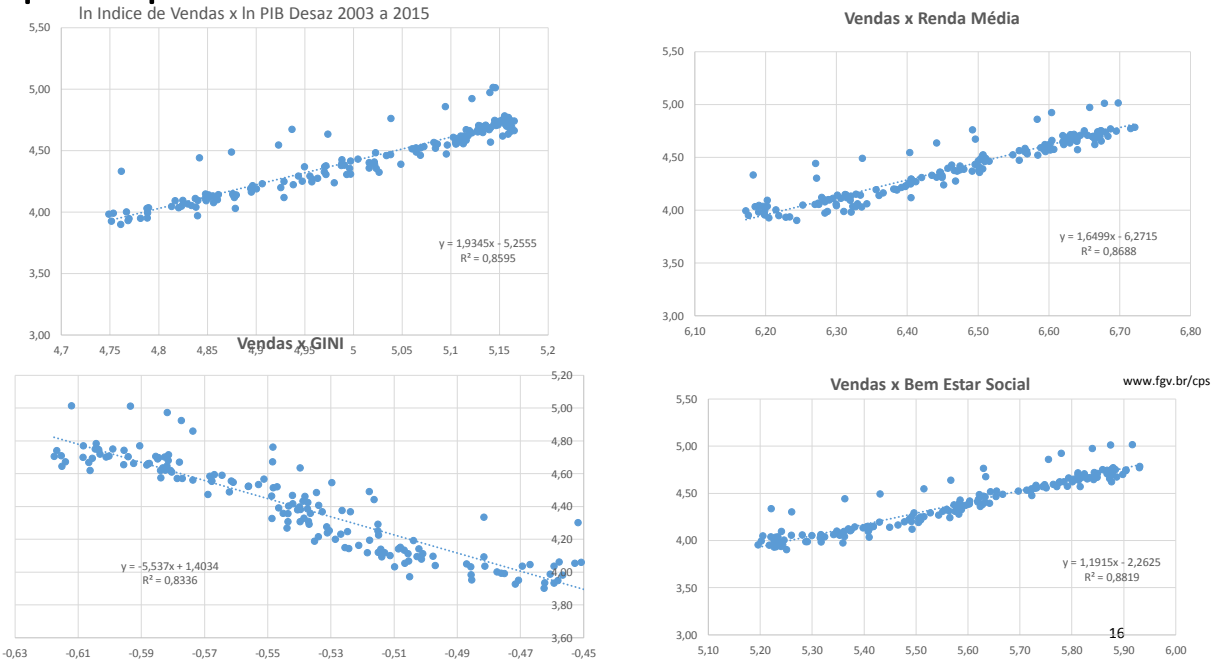 ln Indice de Vendas x ln PIB Desaz 2003 a 2015
5,50
5,00
4,50
4,00
3,50
3,00
4,7 4,75 4,8 4,85 4,9 4,95 5 5,05 5,1 5,15 5,2
y = 1,9345x - 5,2555
R² = 0,8595
Vendas x Renda Média
5,50
5,00
4,50
4,00
3,50
3,00
6,10 6,20 6,30 6,40 6,50 6,60 6,70 6,80
y = 1,6499x - 6,2715
R² = 0,8688
Vendas x GINI
5,20
5,00
4,80
4,60
4,40
4,20
4,00
3,80
3,60
-0,63 -0,61 -0,59 -0,57 -0,55 -0,53 -0,51 -0,49 -0,47 -0,45
y = -5,537x + 1,4034
R² = 0,8336
Vendas x Bem Estar Social
www.fgv.br/cps
5,50
5,00
4,50
4,00
3,50
3,00
5,10 5,20 5,30 5,40 5,50 5,60 5,70 5,80 5,90 6,00
y = 1,1915x - 2,2625
R² = 0,8819
16